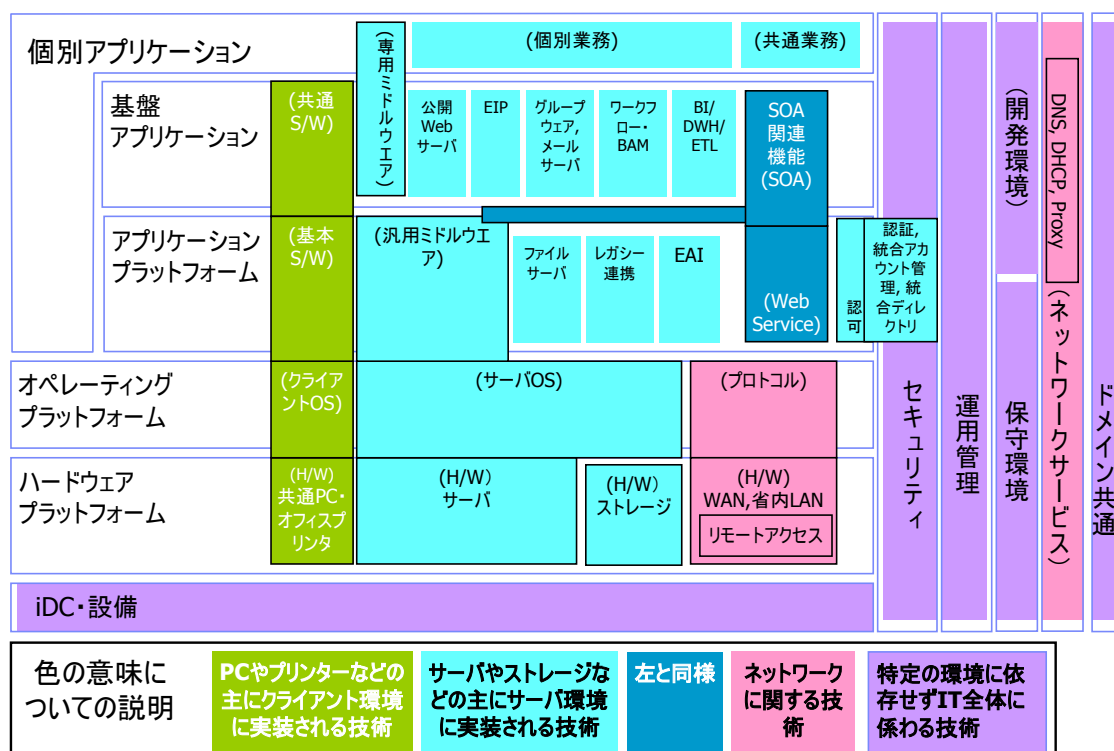 個別アプリケーション
(専用ミドルウエア)
(個別業務)
(共通業務)
基盤
アプリケーション
(共通
S/W)
公開
Web
サーバ
EIP
グループ
ウェア,
メール
サーバ
ワークフ
ロー・
BAM
BI/
DWH/
ETL
SOA
関連
機能
(SOA)
アプリケーション
プラットフォーム
(基本
S/W)
(汎用ミドルウエ
ア)
ファイル
サーバ
レガシー
連携
EAI
(Web
Service)
認可
認証,
統合アカ
ウント管
理, 統
合ディレ
クトリ
オペレーティング
プラットフォーム
(クライア
ントOS)
(サーバOS)
(プロトコル)
ハードウェア
プラットフォーム
(H/W)
共通PC・
オフィスプ
リンタ
(H/W)
サーバ
(H/W)
ストレージ
(H/W)
WAN,省内LAN
リモートアクセス
iDC・設備
セキュリティ
運用管理
(開発環境)
保守環境
DNS, DHCP, Proxy
(ネットワークサービス)
ドメイン共通
色の意味に
ついての説明
PCやプリンターなどの
主にクライアント環境
に実装される技術
サーバやストレージな
どの主にサーバ環境
に実装される技術
左と同様
ネットワーク
に関する技
術
特定の環境に依
存せずIT全体に
係わる技術